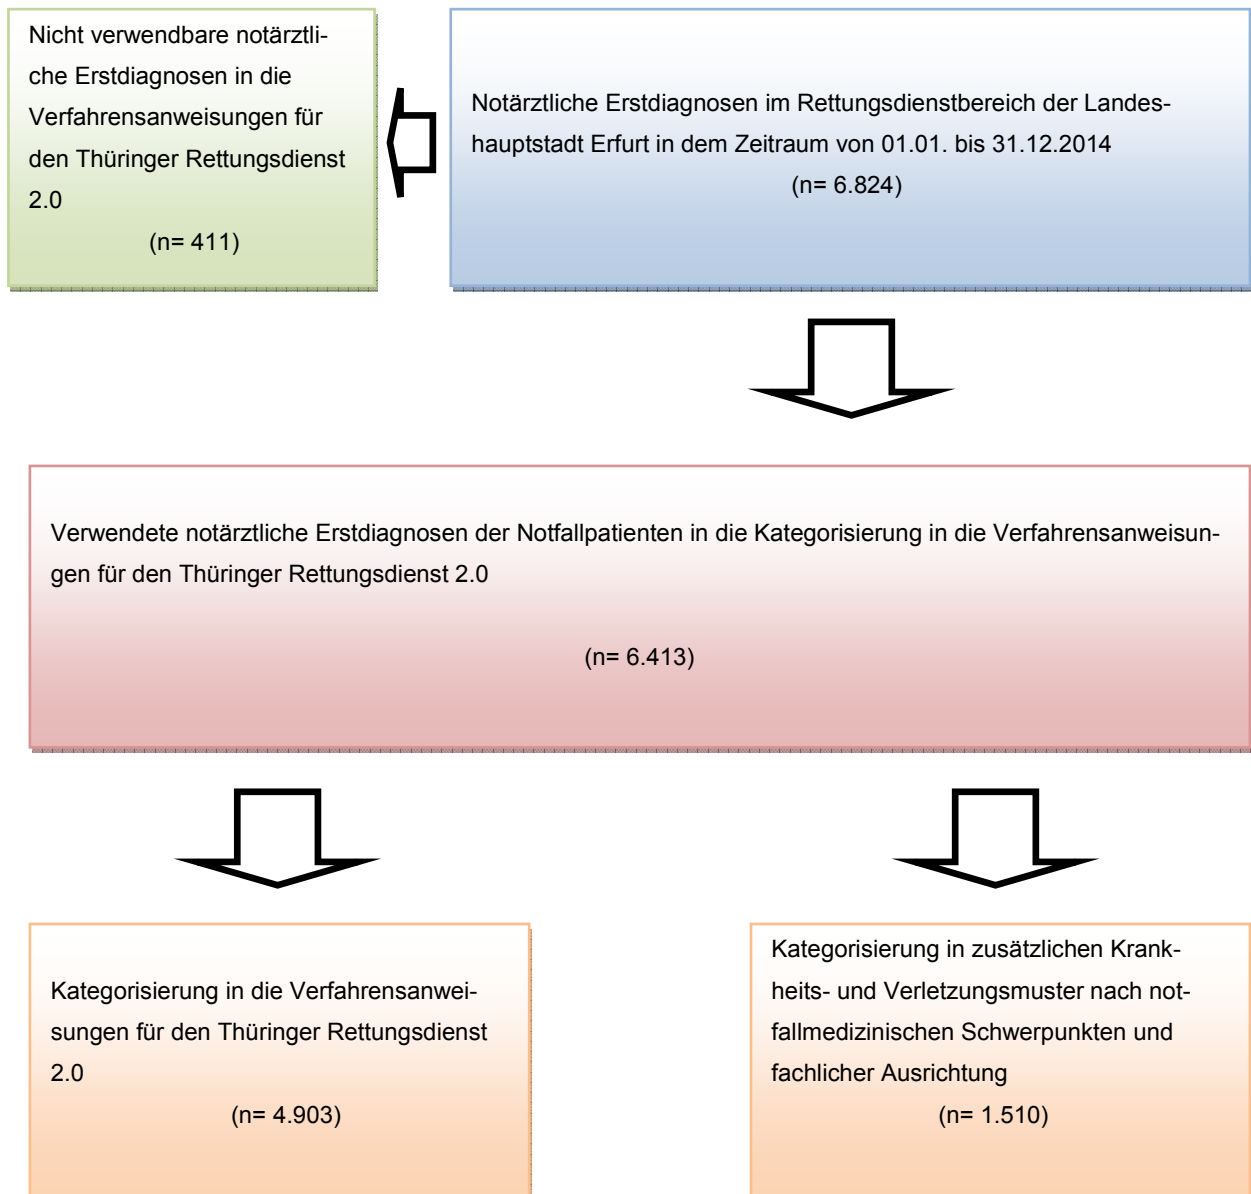 Nicht verwendbare notärztli-
che Erstdiagnosen in die
Verfahrensanweisungen für
den Thüringer Rettungsdienst
2.0
(n= 411)
Notärztliche Erstdiagnosen im Rettungsdienstbereich der Landes-
hauptstadt Erfurt in dem Zeitraum von 01.01. bis 31.12.2014
(n= 6.824)
Verwendete notärztliche Erstdiagnosen der Notfallpatienten in die Kategorisierung in die Verfahrensanweisun-
gen für den Thüringer Rettungsdienst 2.0
(n= 6.413)
Kategorisierung in die Verfahrensanwei-
sungen für den Thüringer Rettungsdienst
2.0
(n= 4.903)
Kategorisierung in zusätzlichen Krank-
heits- und Verletzungsmuster nach not-
fallmedizinischen Schwerpunkten und
fachlicher Ausrichtung
(n= 1.510)